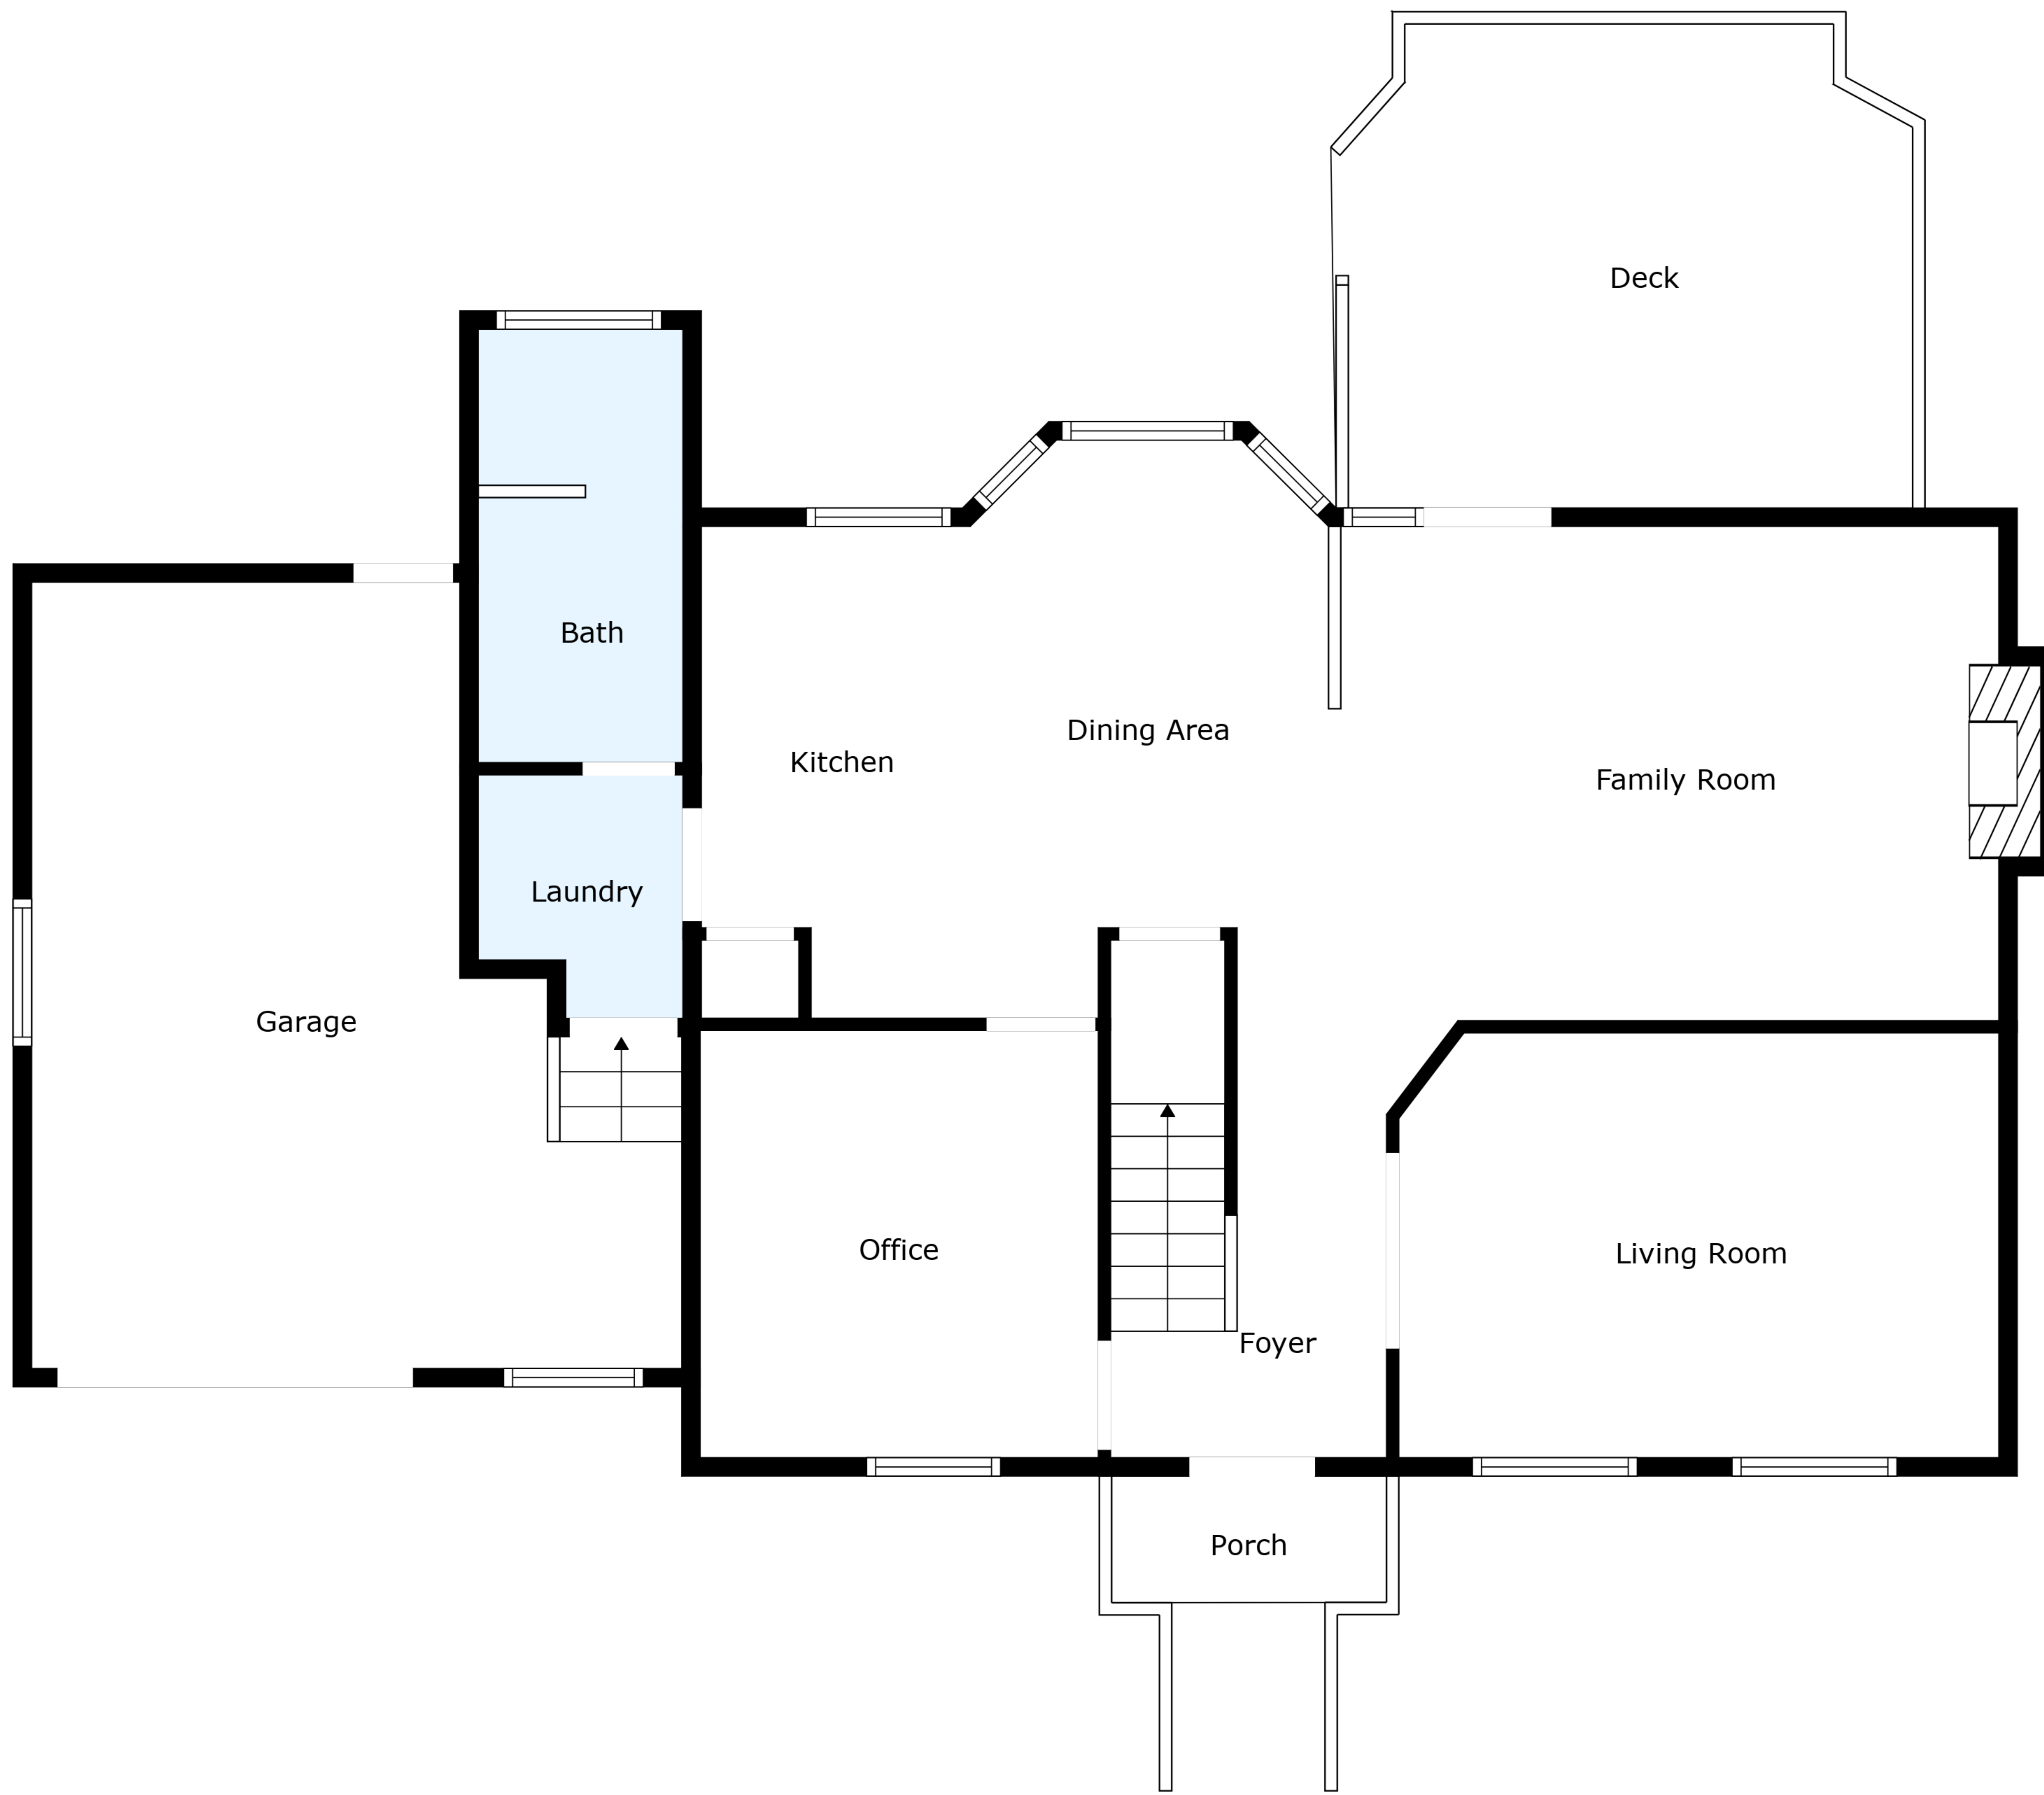 Deck
Bath
Dining Area
Kitchen
Family Room
Laundry
Garage
Office
Living Room
Foyer
Porch